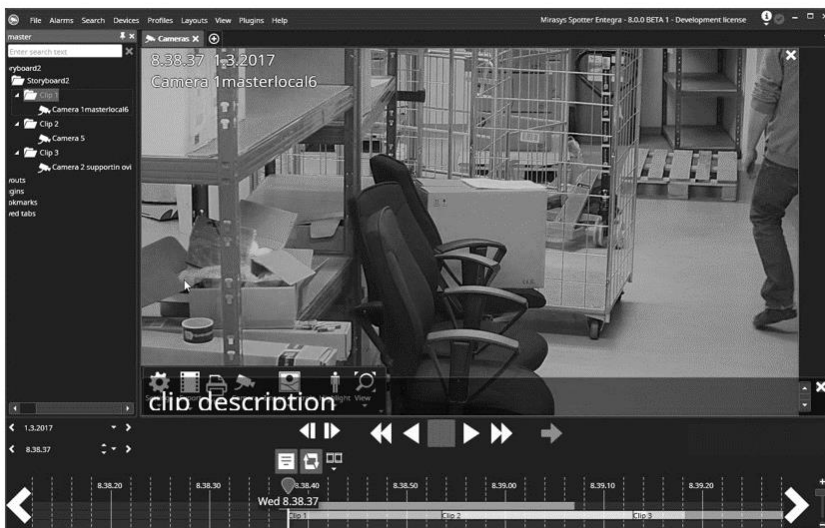 File Alarms Search Devices Profiles Layouts View Plugins Help
Mirasys Spotter Entegra - 8.0.0 BETA 1 - Development license
master
Cameras
Enter search text
ryboard2
Storyboard2
Clip 1
Camera 1masterlocal6
Clip 2
Camera 5
Clip 3
Camera 2 supportin ovi
youts
gins
okmarks
ved tabs
8.38.37 1.3.2017
Camera 1masterlocal6
View
clip description
1.3.2017
8.38.37
8.38.20 8.38.30 8.38.40 8.38.50 8.39.00 8.39.10 8.39.20
Wed 8.38.37
Clip 1 Clip 2 Clip 3